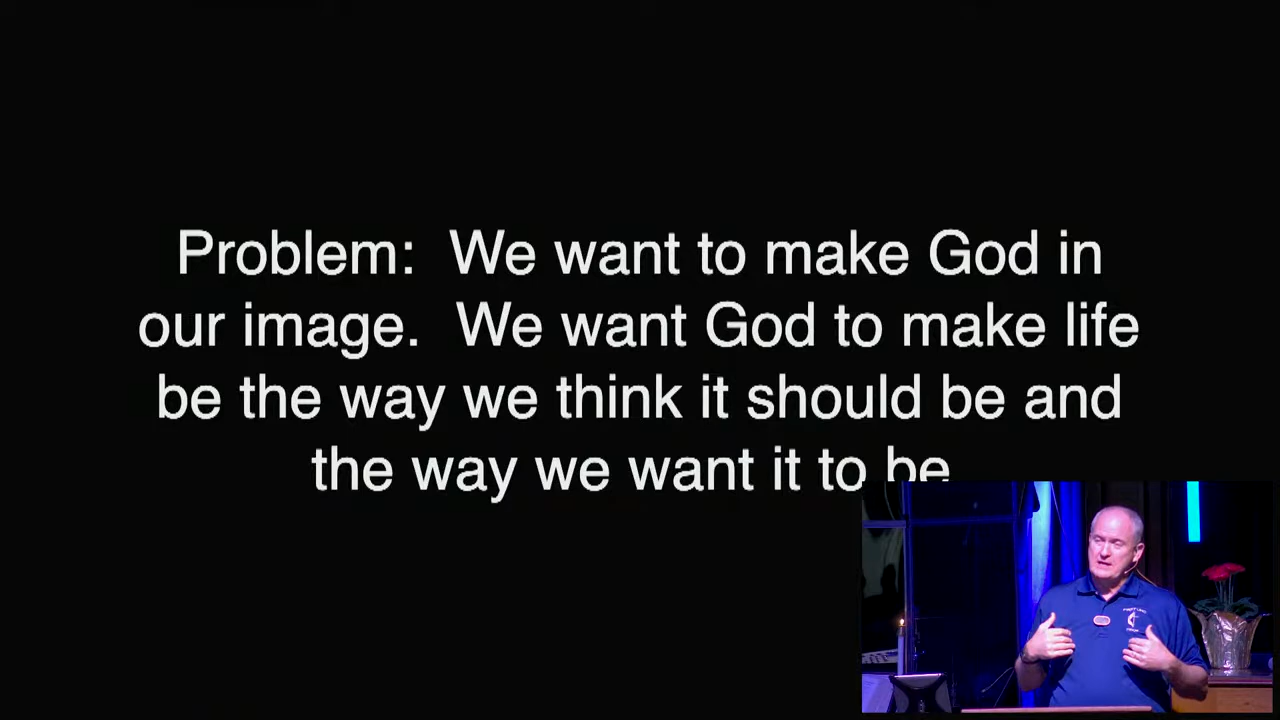 Problem:  We want to make God in
our image.  We want God to make life
be the way we think it should be and
the way we want it to be